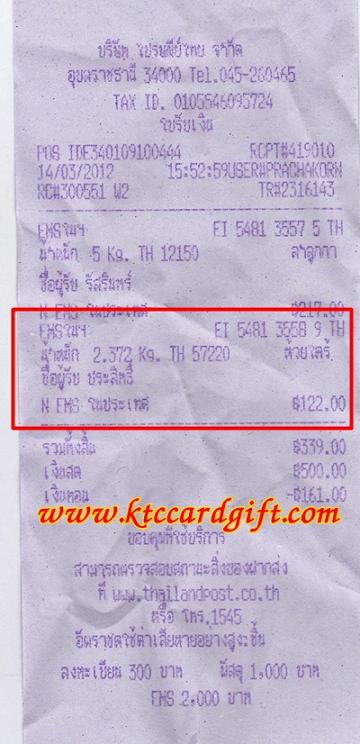 บริษัท ไปรษณีย์ไทย จำกัด
อุบลราชธานี 34000 Tel.045-260465
TAX ID. 0105546095724
ใบรับเงิน
POS IDE340109100444 RCPT#419010
14/03/2012 15:52:59USER#PRACHAKORN
RC#300551 W2 TR#2316143
EMSในฯ EI 5481 3557 5 TH
น้ำหนัก 5 Kg. TH 12150 ลำลูกกา
ชื่อผู้รับ รัสรินทร์
N EMS ในประเทศ ฿217.00
EMSในฯ EI 5481 3558 9 TH
น้ำหนัก 2.372 Kg. TH 57220 ห้วยไคร้
ชื่อผู้รับ ประสิทธิ์
N EMS ในประเทศ ฿122.00
รวมทั้งสิ้น ฿339.00
เงินสด ฿500.00
เงินทอน -฿161.00
www.ktccardgift.com
ขอบคุณที่ใช้บริการ
สามารถตรวจสอบสถานะสิ่งของฝากส่ง
ที่ www.thailandpost.co.th
หรือ โทร.1545
อัตราชดใช้ค่าเสียหายอย่างสูง:ชิ้น
ลงทะเบียน 300 บาท พัสดุ 1,000 บาท
EMS 2,000 บาท